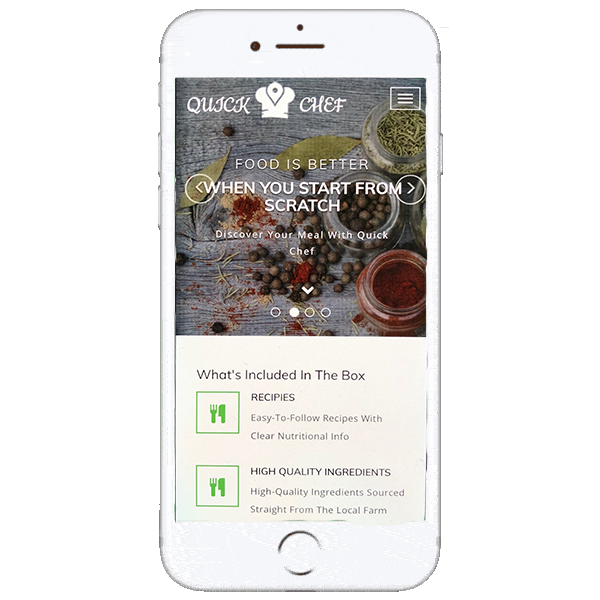 QUICK CHEF
FOOD IS BETTER
WHEN YOU START FROM
SCRATCH
Discover Your Meal With Quick
Chef
What's Included In The Box
RECIPIES
Easy-To-Follow Recipes With
Clear Nutritional Info
HIGH QUALITY INGREDIENTS
High-Quality Ingredients Sourced
Straight From The Local Farm